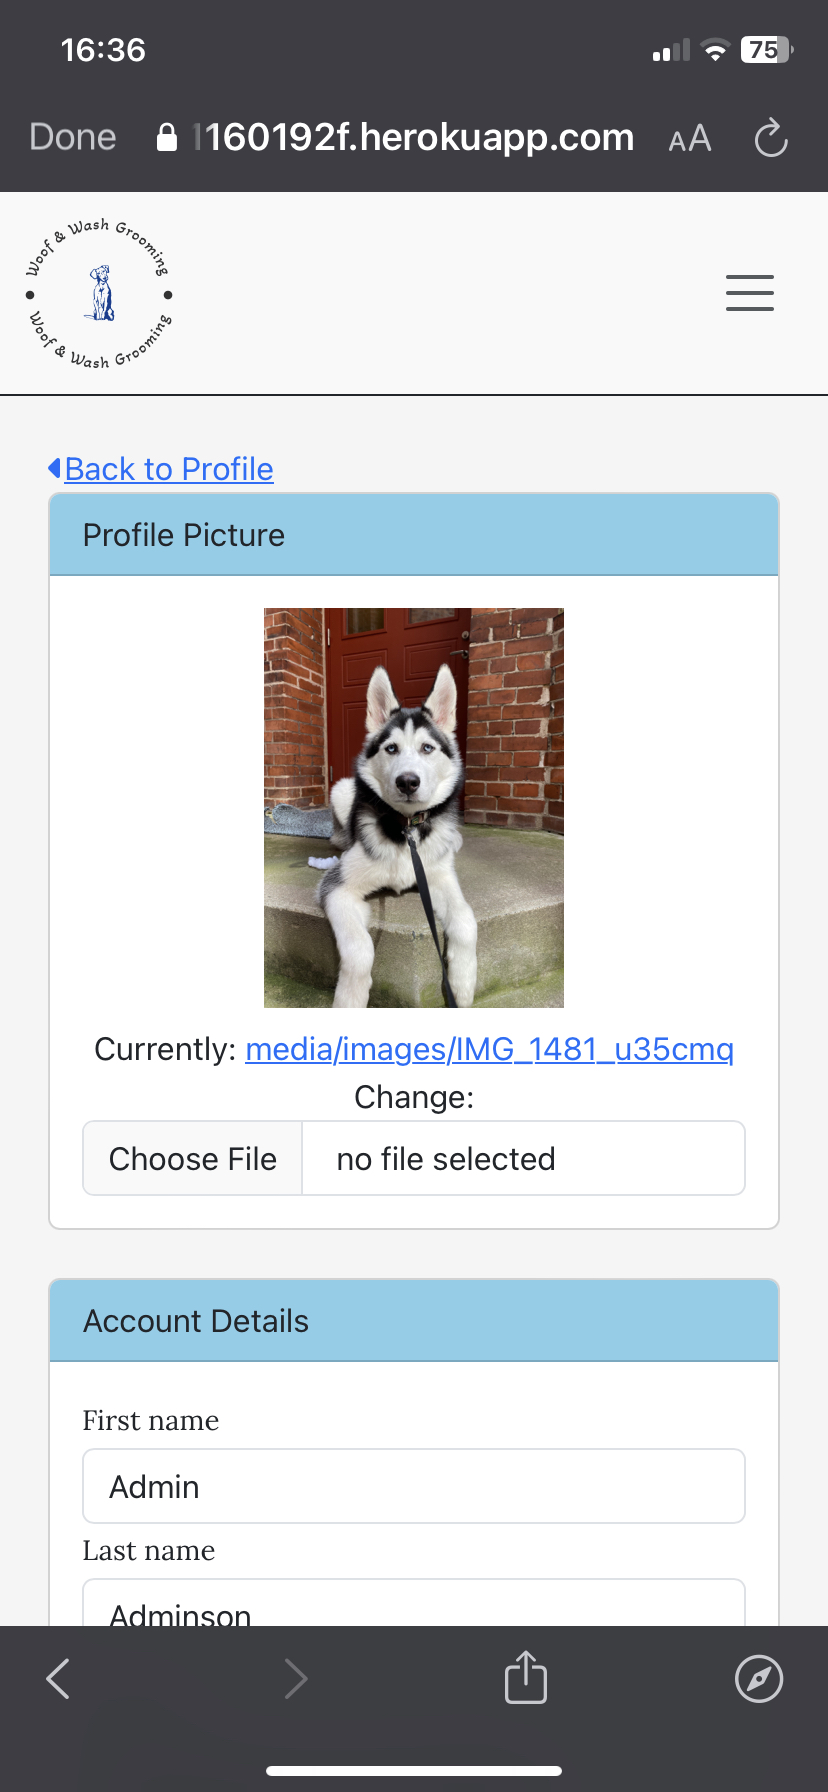 16:36
75
Done
1160192f.herokuapp.com
AA
Woof & Wash Grooming
Woof & Wash Grooming
Back to Profile
Profile Picture
Currently: media/images/IMG_1481_u35cmq
Change:
Choose File
no file selected
Account Details
First name
Admin
Last name
Adminson